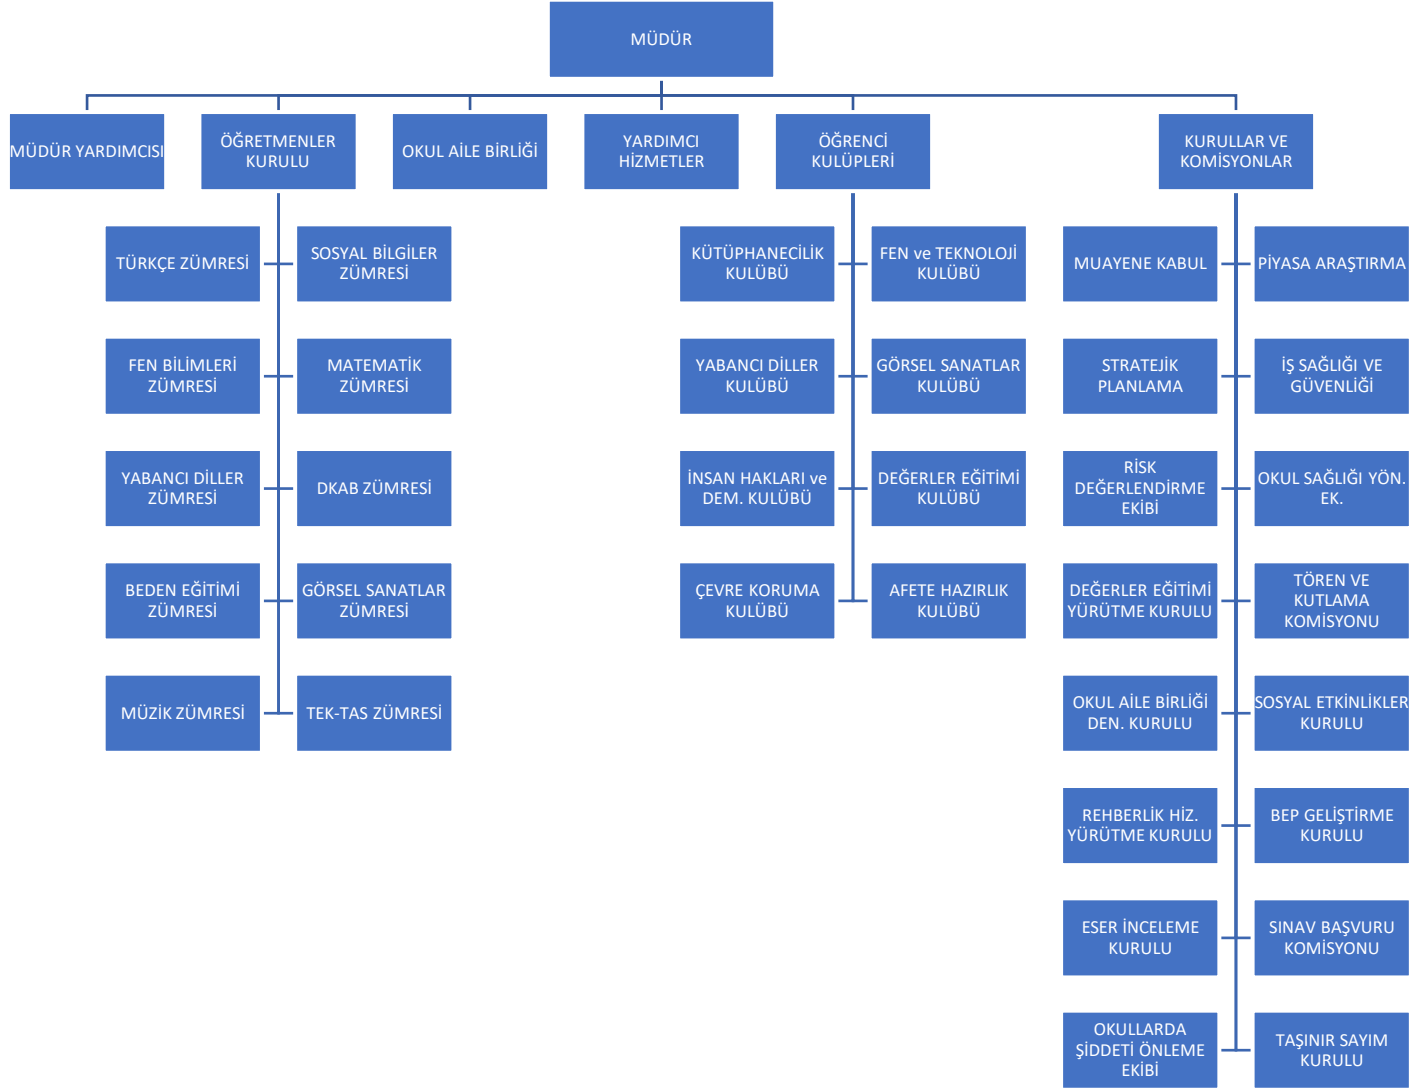 MÜDÜR
MÜDÜR YARDIMCISI
ÖĞRETMENLER
KURULU
OKUL AİLE BİRLİĞİ
YARDIMCI
HİZMETLER
ÖĞRENCİ
KULÜPLERİ
KURULLAR VE
KOMİSYONLAR
TÜRKÇE ZÜMRESİ
SOSYAL BİLGİLER
ZÜMRESİ
FEN BİLİMLERİ
ZÜMRESİ
MATEMATİK
ZÜMRESİ
YABANCI DİLLER
ZÜMRESİ
DKAB ZÜMRESİ
BEDEN EĞİTİMİ
ZÜMRESİ
GÖRSEL SANATLAR
ZÜMRESİ
MÜZİK ZÜMRESİ
TEK-TAS ZÜMRESİ
KÜTÜPHANECİLİK
KULÜBÜ
FEN ve TEKNOLOJİ
KULÜBÜ
YABANCI DİLLER
KULÜBÜ
GÖRSEL SANATLAR
KULÜBÜ
İNSAN HAKLARI ve
DEM. KULÜBÜ
DEĞERLER EĞİTİMİ
KULÜBÜ
ÇEVRE KORUMA
KULÜBÜ
AFETE HAZIRLIK
KULÜBÜ
MUAYENE KABUL
PİYASA ARAŞTIRMA
STRATEJİK
PLANLAMA
İŞ SAĞLIĞI VE
GÜVENLİĞİ
RİSK
DEĞERLENDİRME
EKİBİ
OKUL SAĞLIĞI YÖN.
EK.
DEĞERLER EĞİTİMİ
YÜRÜTME KURULU
TÖREN VE
KUTLAMA
KOMİSYONU
OKUL AİLE BİRLİĞİ
DEN. KURULU
SOSYAL ETKİNLİKLER
KURULU
REHBERLİK HİZ.
YÜRÜTME KURULU
BEP GELİŞTİRME
KURULU
ESER İNCELEME
KURULU
SINAV BAŞVURU
KOMİSYONU
OKULLARDA
ŞİDDETİ ÖNLEME
EKİBİ
TAŞINIR SAYIM
KURULU